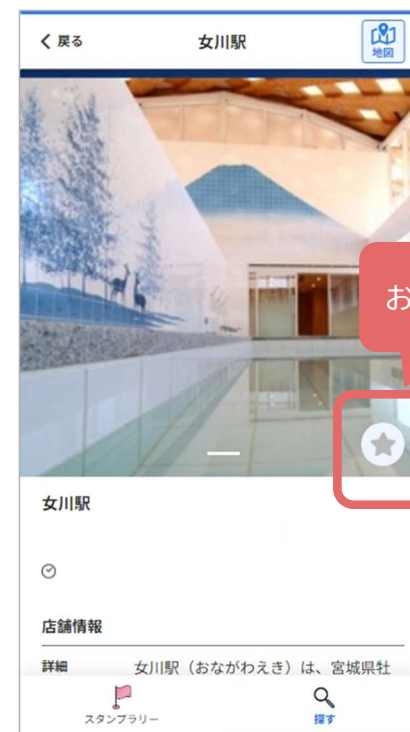 戻る
女川駅
地図
お
女川駅
店舗情報
詳細
女川駅（おながわえき）は、宮城県牡
スタンプラリー
探す